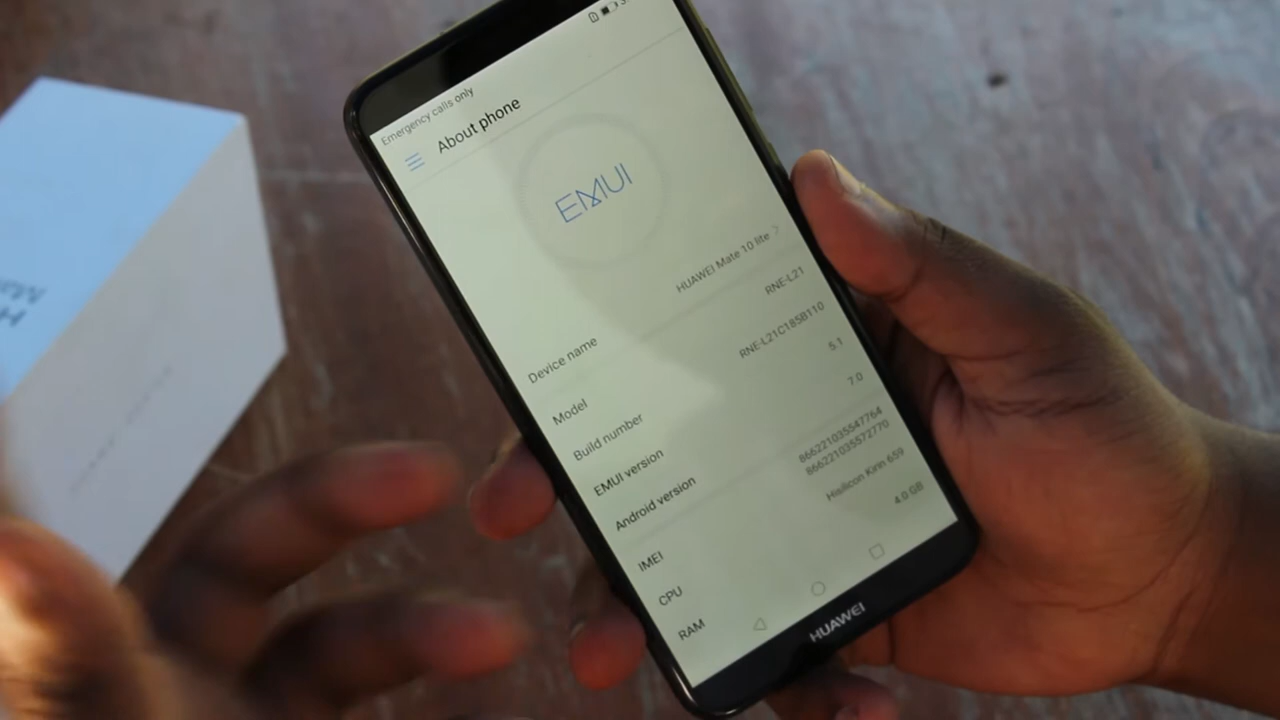 Emergency calls only
About phone
EMUI
Device name HUAWEI Mate 10 lite
Model RNE-L21
Build number RNE-L21C185B110
EMUI version 5.1
Android version 7.0
IMEI 866221035547764
866221035572770
CPU Hisilicon Kirin 659
RAM 4.0 GB
HUAWEI